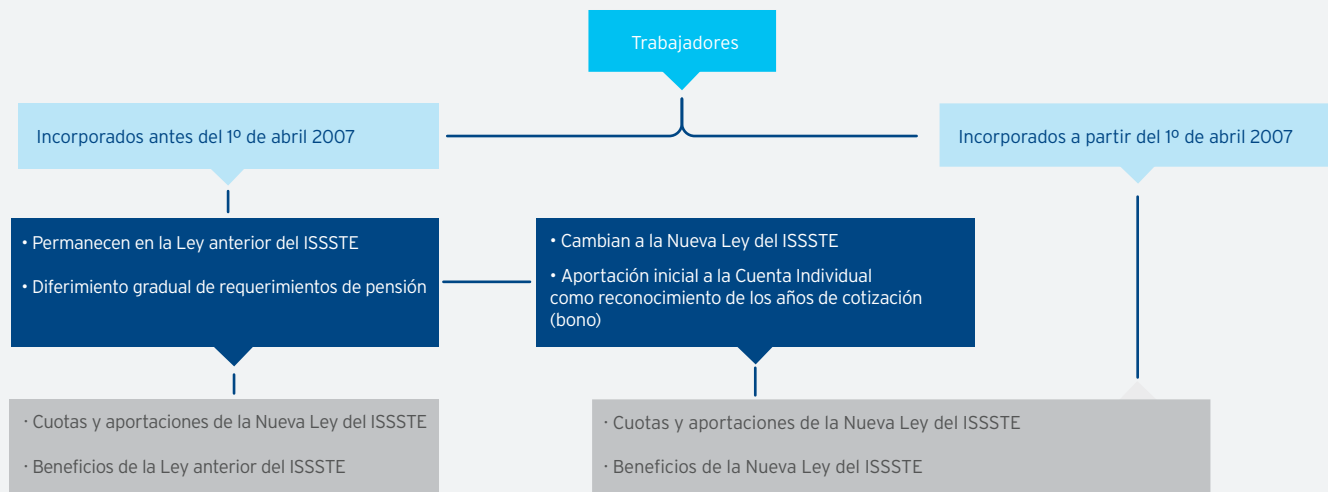 Trabajadores
Incorporados antes del 1º de abril 2007
Incorporados a partir del 1º de abril 2007
• Permanecen en la Ley anterior del ISSSTE
• Diferimiento gradual de requerimientos de pensión
• Cambian a la Nueva Ley del ISSSTE
• Aportación inicial a la Cuenta Individual
como reconocimiento de los años de cotización
(bono)
· Cuotas y aportaciones de la Nueva Ley del ISSSTE
· Beneficios de la Ley anterior del ISSSTE
· Cuotas y aportaciones de la Nueva Ley del ISSSTE
· Beneficios de la Nueva Ley del ISSSTE